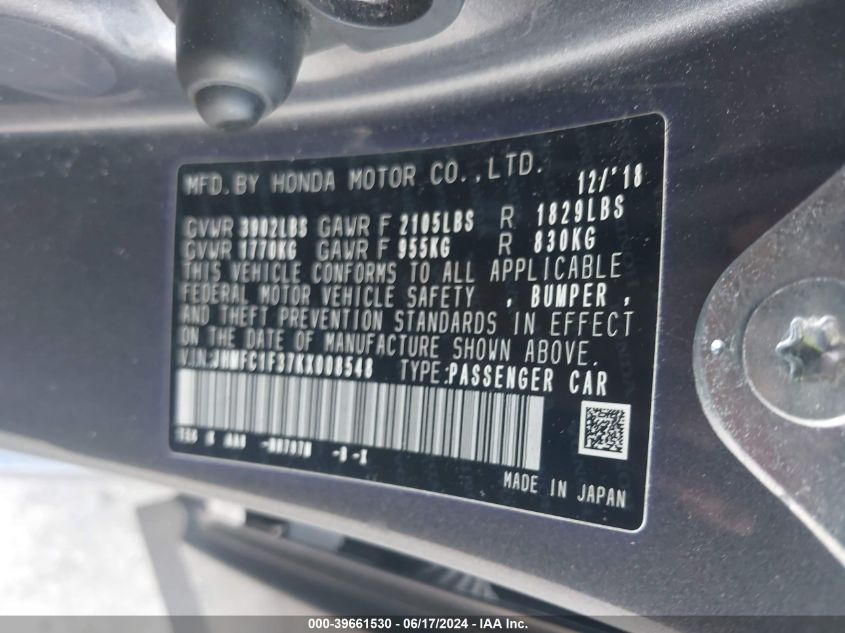 MFD. BY HONDA MOTOR CO., LTD. 12/'18
GVWR 3902LBS GAWR F 2105LBS R 1829LBS
GVWR 1770KG GAWR F 955KG R 830KG
THIS VEHICLE CONFORMS TO ALL APPLICABLE
FEDERAL MOTOR VEHICLE SAFETY , BUMPER ,
AND THEFT PREVENTION STANDARDS IN EFFECT
ON THE DATE OF MANUFACTURE SHOWN ABOVE.
V.I.N: JHMFC1F37KX008548 TYPE: PASSENGER CAR
MADE IN JAPAN
000-39661530 - 06/17/2024 - IAA Inc.